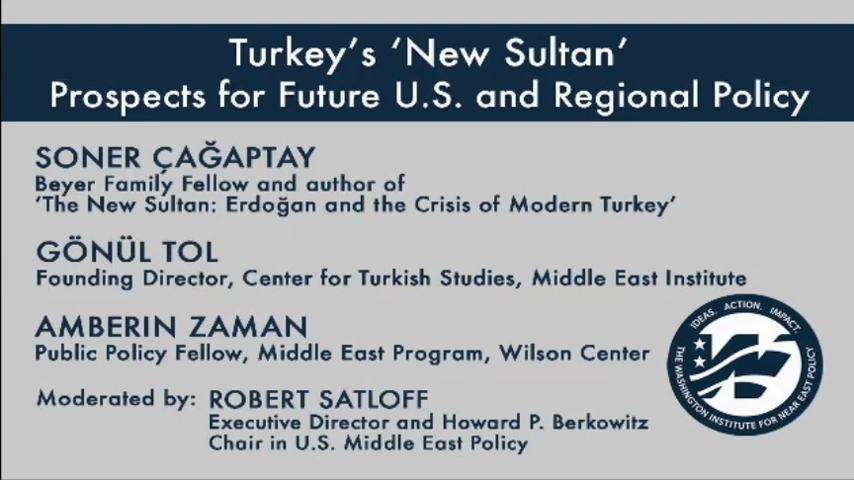 Turkey's 'New Sultan'
Prospects for Future U.S. and Regional Policy
SONER ÇAĞAPTAY
Beyer Family Fellow and author of
'The New Sultan: Erdoğan and the Crisis of Modern Turkey'
GÖNÜL TOL
Founding Director, Center for Turkish Studies, Middle East Institute
AMBERIN ZAMAN
Public Policy Fellow, Middle East Program, Wilson Center
Moderated by: ROBERT SATLOFF
Executive Director and Howard P. Berkowitz
Chair in U.S. Middle East Policy
IDEAS. ACTION. IMPACT.
THE WASHINGTON INSTITUTE FOR NEAR EAST POLICY